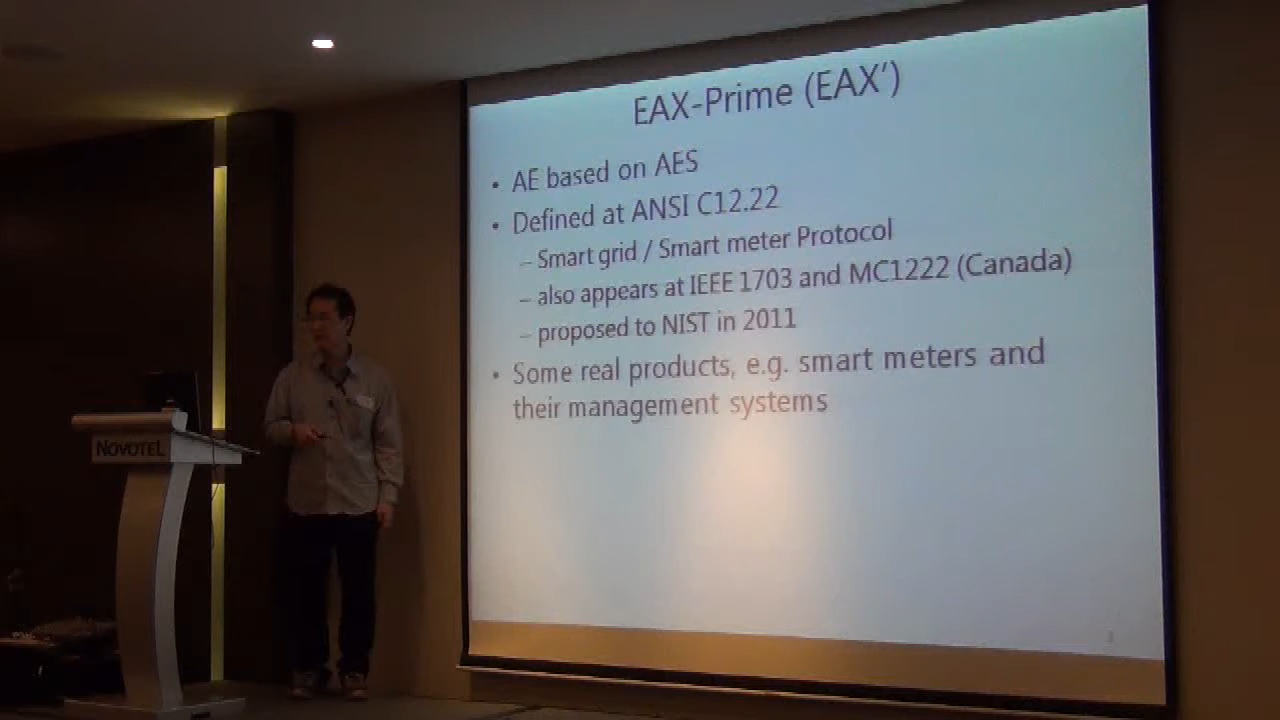 EAX-Prime (EAX')
• AE based on AES
• Defined at ANSI C12.22
– Smart grid / Smart meter Protocol
– also appears at IEEE 1703 and MC1222 (Canada)
– proposed to NIST in 2011
• Some real products, e.g. smart meters and
their management systems
NOVOTEL